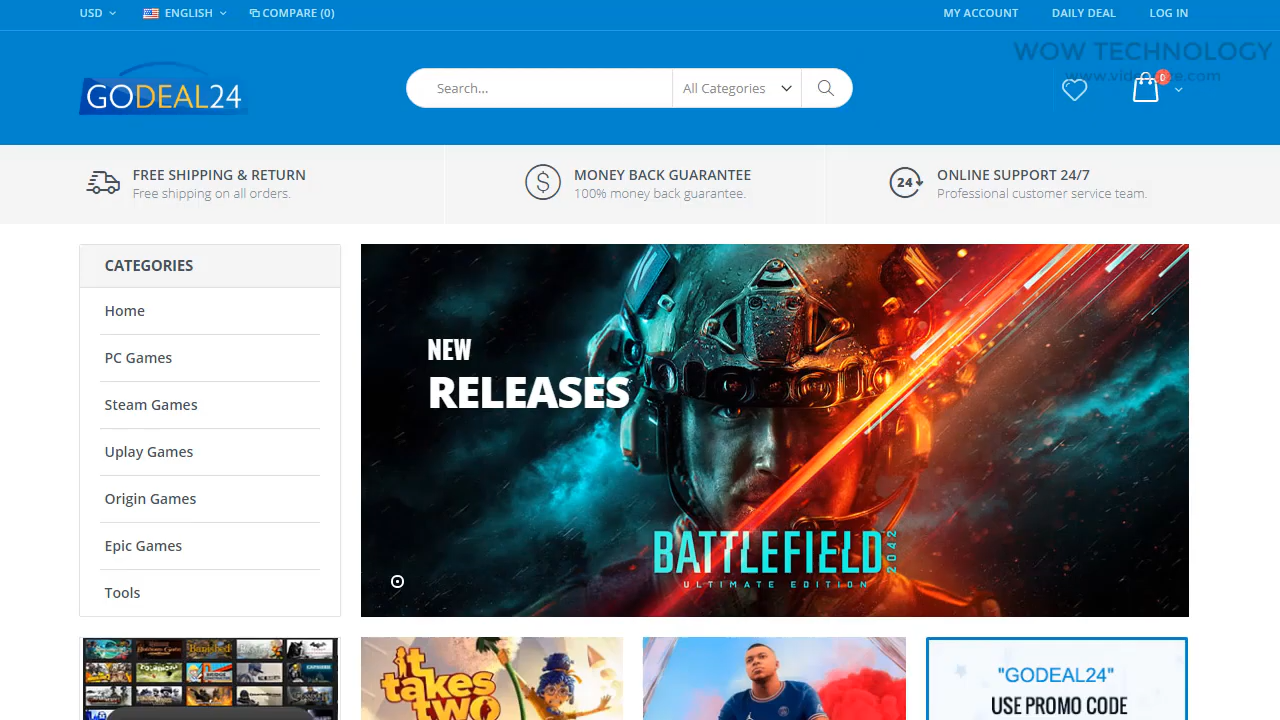 USD
ENGLISH
COMPARE (0)
MY ACCOUNT
DAILY DEAL
LOG IN
WOW TECHNOLOGY
GODEAL24
Search...
All Categories
0
FREE SHIPPING & RETURN
Free shipping on all orders.
MONEY BACK GUARANTEE
100% money back guarantee.
24
ONLINE SUPPORT 24/7
Professional customer service team.
CATEGORIES
Home
PC Games
Steam Games
Uplay Games
Origin Games
Epic Games
Tools
NEW
RELEASES
BATTLEFIELD 2042
ULTIMATE EDITION
it
takes
two
"GODEAL24"
USE PROMO CODE